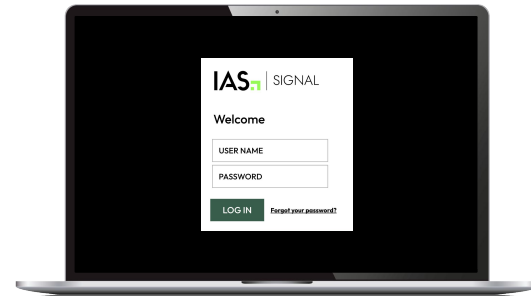 IAS | SIGNAL
Welcome
USER NAME
PASSWORD
LOG IN Forgot your password?